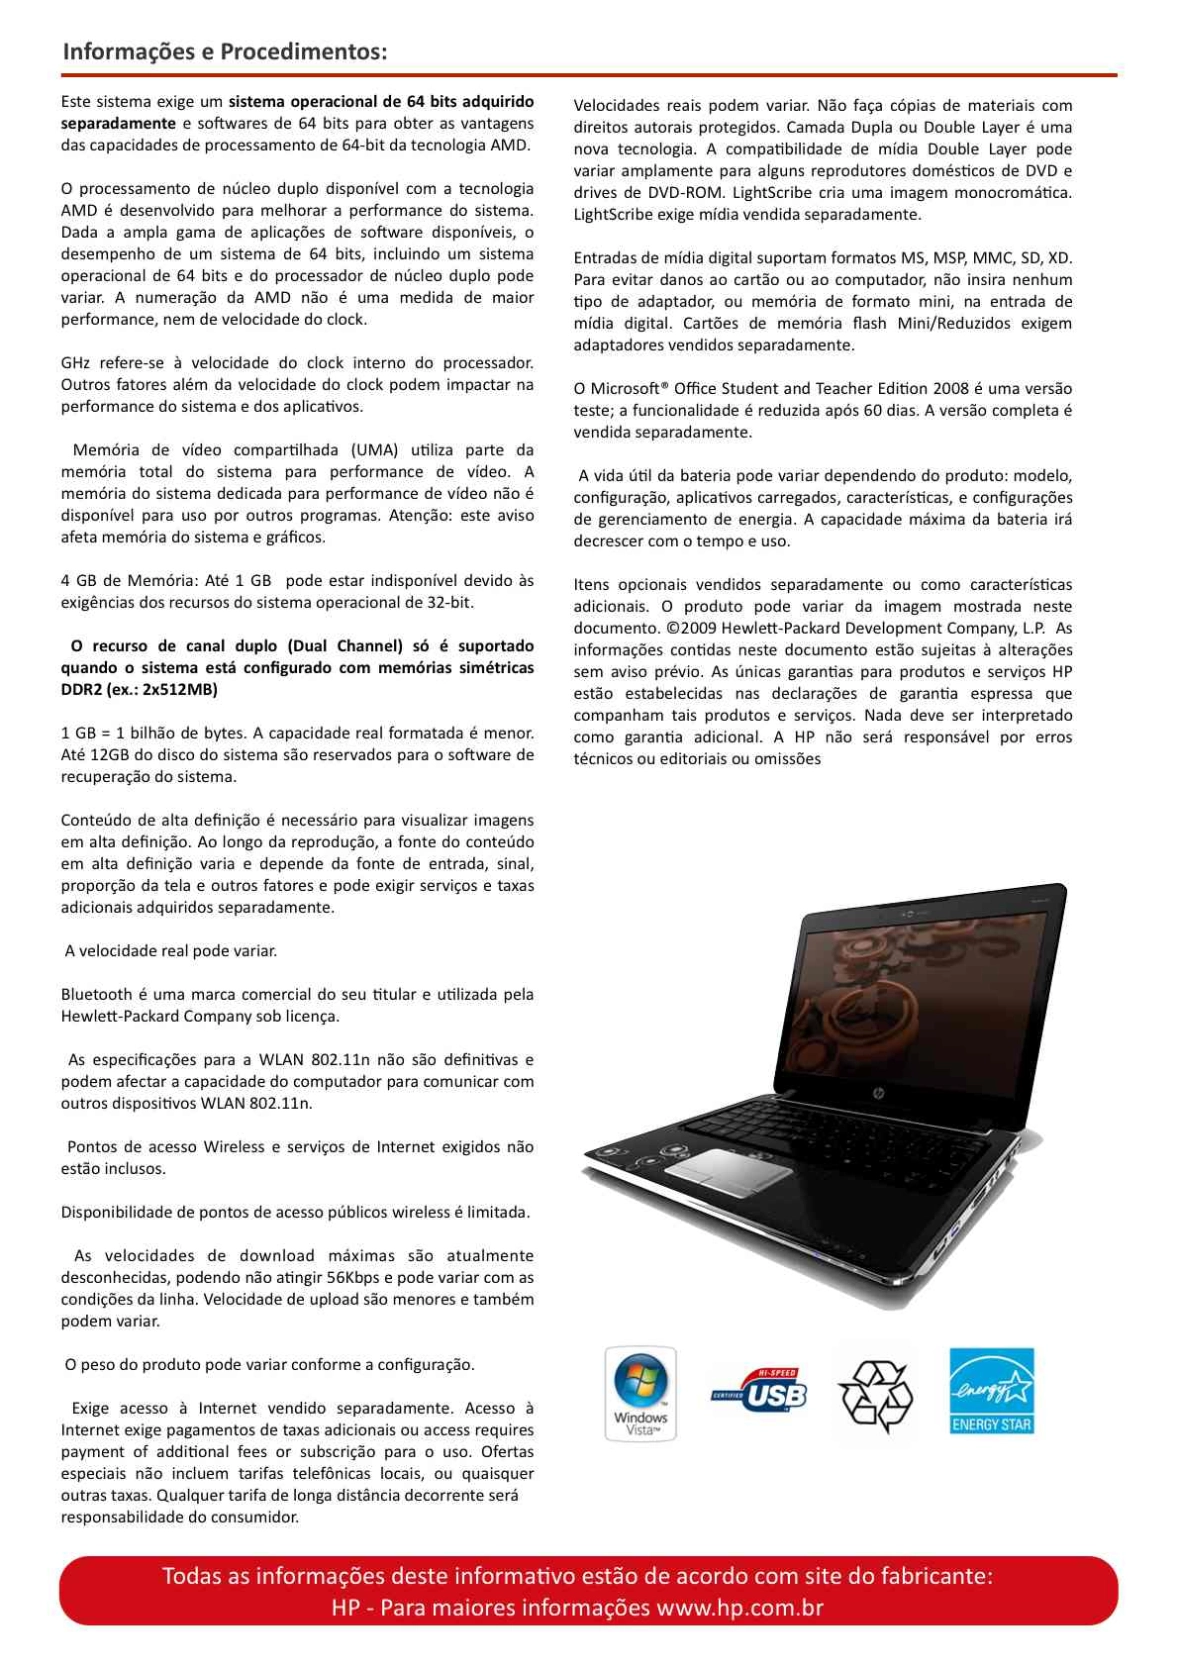 Informações e Procedimentos:
Este sistema exige um sistema operacional de 64 bits adquirido
separadamente e softwares de 64 bits para obter as vantagens
das capacidades de processamento de 64-bit da tecnologia AMD.
O processamento de núcleo duplo disponível com a tecnologia
AMD é desenvolvido para melhorar a performance do sistema.
Dada a ampla gama de aplicações de software disponíveis, o
desempenho de um sistema de 64 bits, incluindo um sistema
operacional de 64 bits e do processador de núcleo duplo pode
variar. A numeração da AMD não é uma medida de maior
performance, nem de velocidade do clock.
GHz refere-se à velocidade do clock interno do processador.
Outros fatores além da velocidade do clock podem impactar na
performance do sistema e dos aplicativos.
Memória de vídeo compartilhada (UMA) utiliza parte da
memória total do sistema para performance de vídeo. A
memória do sistema dedicada para performance de vídeo não é
disponível para uso por outros programas. Atenção: este aviso
afeta memória do sistema e gráficos.
4 GB de Memória: Até 1 GB pode estar indisponível devido às
exigências dos recursos do sistema operacional de 32-bit.
O recurso de canal duplo (Dual Channel) só é suportado
quando o sistema está configurado com memórias simétricas
DDR2 (ex.: 2x512MB)
1 GB = 1 bilhão de bytes. A capacidade real formatada é menor.
Até 12GB do disco do sistema são reservados para o software de
recuperação do sistema.
Conteúdo de alta definição é necessário para visualizar imagens
em alta definição. Ao longo da reprodução, a fonte do conteúdo
em alta definição varia e depende da fonte de entrada, sinal,
proporção da tela e outros fatores e pode exigir serviços e taxas
adicionais adquiridos separadamente.
A velocidade real pode variar.
Bluetooth é uma marca comercial do seu titular e utilizada pela
Hewlett-Packard Company sob licença.
As especificações para a WLAN 802.11n não são definitivas e
podem afectar a capacidade do computador para comunicar com
outros dispositivos WLAN 802.11n.
Pontos de acesso Wireless e serviços de Internet exigidos não
estão inclusos.
Disponibilidade de pontos de acesso públicos wireless é limitada.
As velocidades de download máximas são atualmente
desconhecidas, podendo não atingir 56Kbps e pode variar com as
condições da linha. Velocidade de upload são menores e também
podem variar.
O peso do produto pode variar conforme a configuração.
Exige acesso à Internet vendido separadamente. Acesso à
Internet exige pagamentos de taxas adicionais ou access requires
payment of additional fees or subscrição para o uso. Ofertas
especiais não incluem tarifas telefônicas locais, ou quaisquer
outras taxas. Qualquer tarifa de longa distância decorrente será
responsabilidade do consumidor.
Velocidades reais podem variar. Não faça cópias de materiais com
direitos autorais protegidos. Camada Dupla ou Double Layer é uma
nova tecnologia. A compatibilidade de mídia Double Layer pode
variar amplamente para alguns reprodutores domésticos de DVD e
drives de DVD-ROM. LightScribe cria uma imagem monocromática.
LightScribe exige mídia vendida separadamente.
Entradas de mídia digital suportam formatos MS, MSP, MMC, SD, XD.
Para evitar danos ao cartão ou ao computador, não insira nenhum
tipo de adaptador, ou memória de formato mini, na entrada de
mídia digital. Cartões de memória flash Mini/Reduzidos exigem
adaptadores vendidos separadamente.
O Microsoft® Office Student and Teacher Edition 2008 é uma versão
teste; a funcionalidade é reduzida após 60 dias. A versão completa é
vendida separadamente.
A vida útil da bateria pode variar dependendo do produto: modelo,
configuração, aplicativos carregados, características, e configurações
de gerenciamento de energia. A capacidade máxima da bateria irá
decrescer com o tempo e uso.
Itens opcionais vendidos separadamente ou como características
adicionais. O produto pode variar da imagem mostrada neste
documento. ©2009 Hewlett-Packard Development Company, L.P. As
informações contidas neste documento estão sujeitas à alterações
sem aviso prévio. As únicas garantias para produtos e serviços HP
estão estabelecidas nas declarações de garantia expressa que
companham tais produtos e serviços. Nada deve ser interpretado
como garantia adicional. A HP não será responsável por erros
técnicos ou editoriais ou omissões
hp
Windows
Vista™
HI-SPEED
CERTIFIED USB
energy
ENERGY STAR
Todas as informações deste informativo estão de acordo com site do fabricante:
HP - Para maiores informações www.hp.com.br